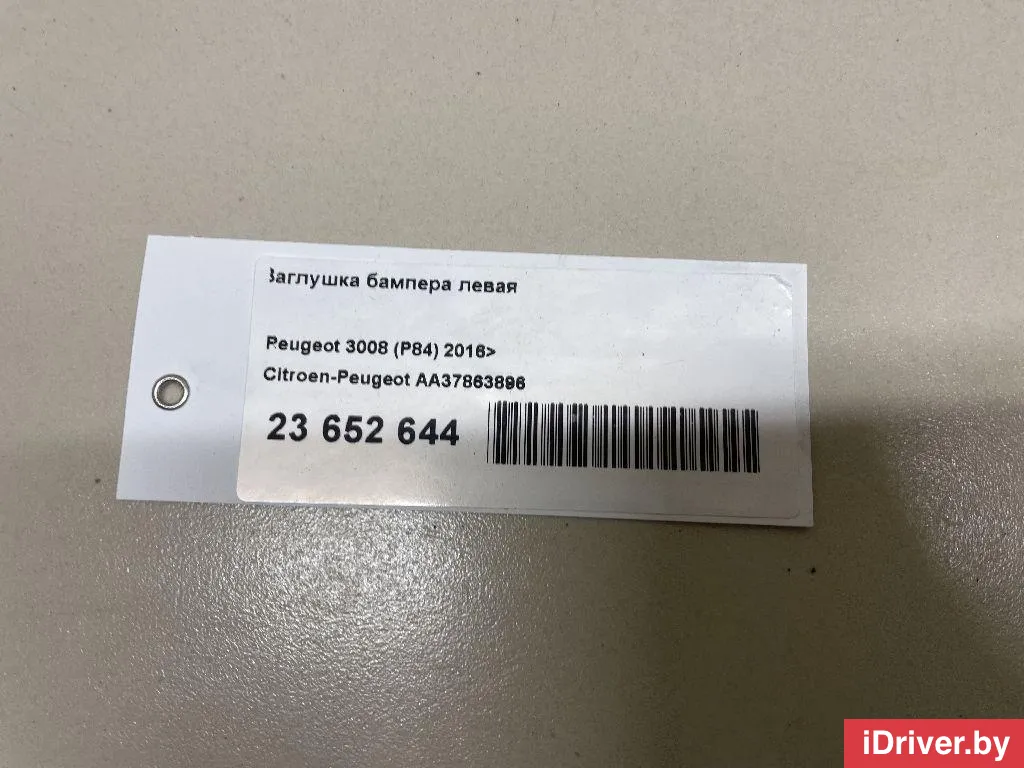 Заглушка бампера левая
Peugeot 3008 (P84) 2016>
Citroen-Peugeot AA37863896
23 652 644
iDriver.by